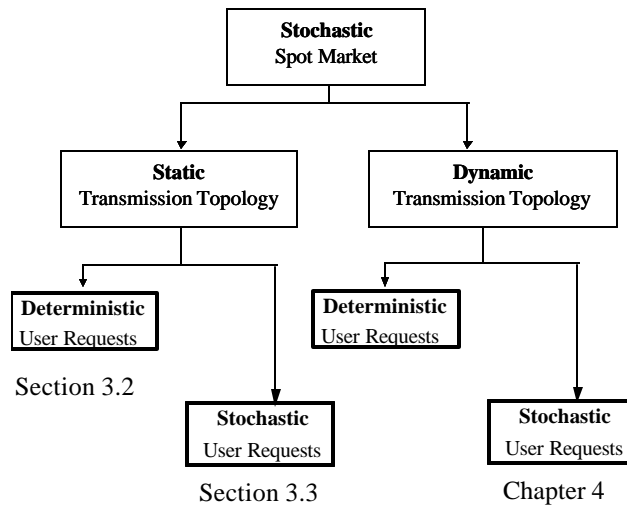 Stochastic
Spot Market
Static
Transmission Topology
Dynamic
Transmission Topology
Deterministic
User Requests
Deterministic
User Requests
Section 3.2
Stochastic
User Requests
Stochastic
User Requests
Section 3.3
Chapter 4